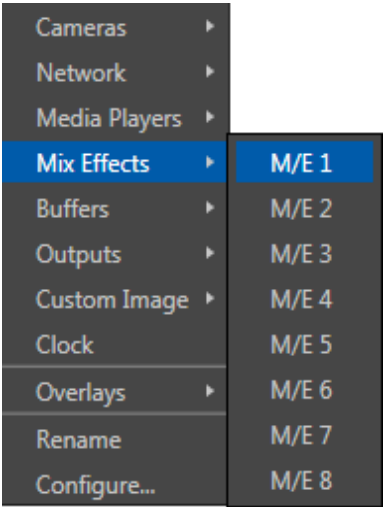 Cameras
Network
Media Players
Mix Effects
Buffers
Outputs
Custom Image
Clock
Overlays
Rename
Configure...
M/E 1
M/E 2
M/E 3
M/E 4
M/E 5
M/E 6
M/E 7
M/E 8